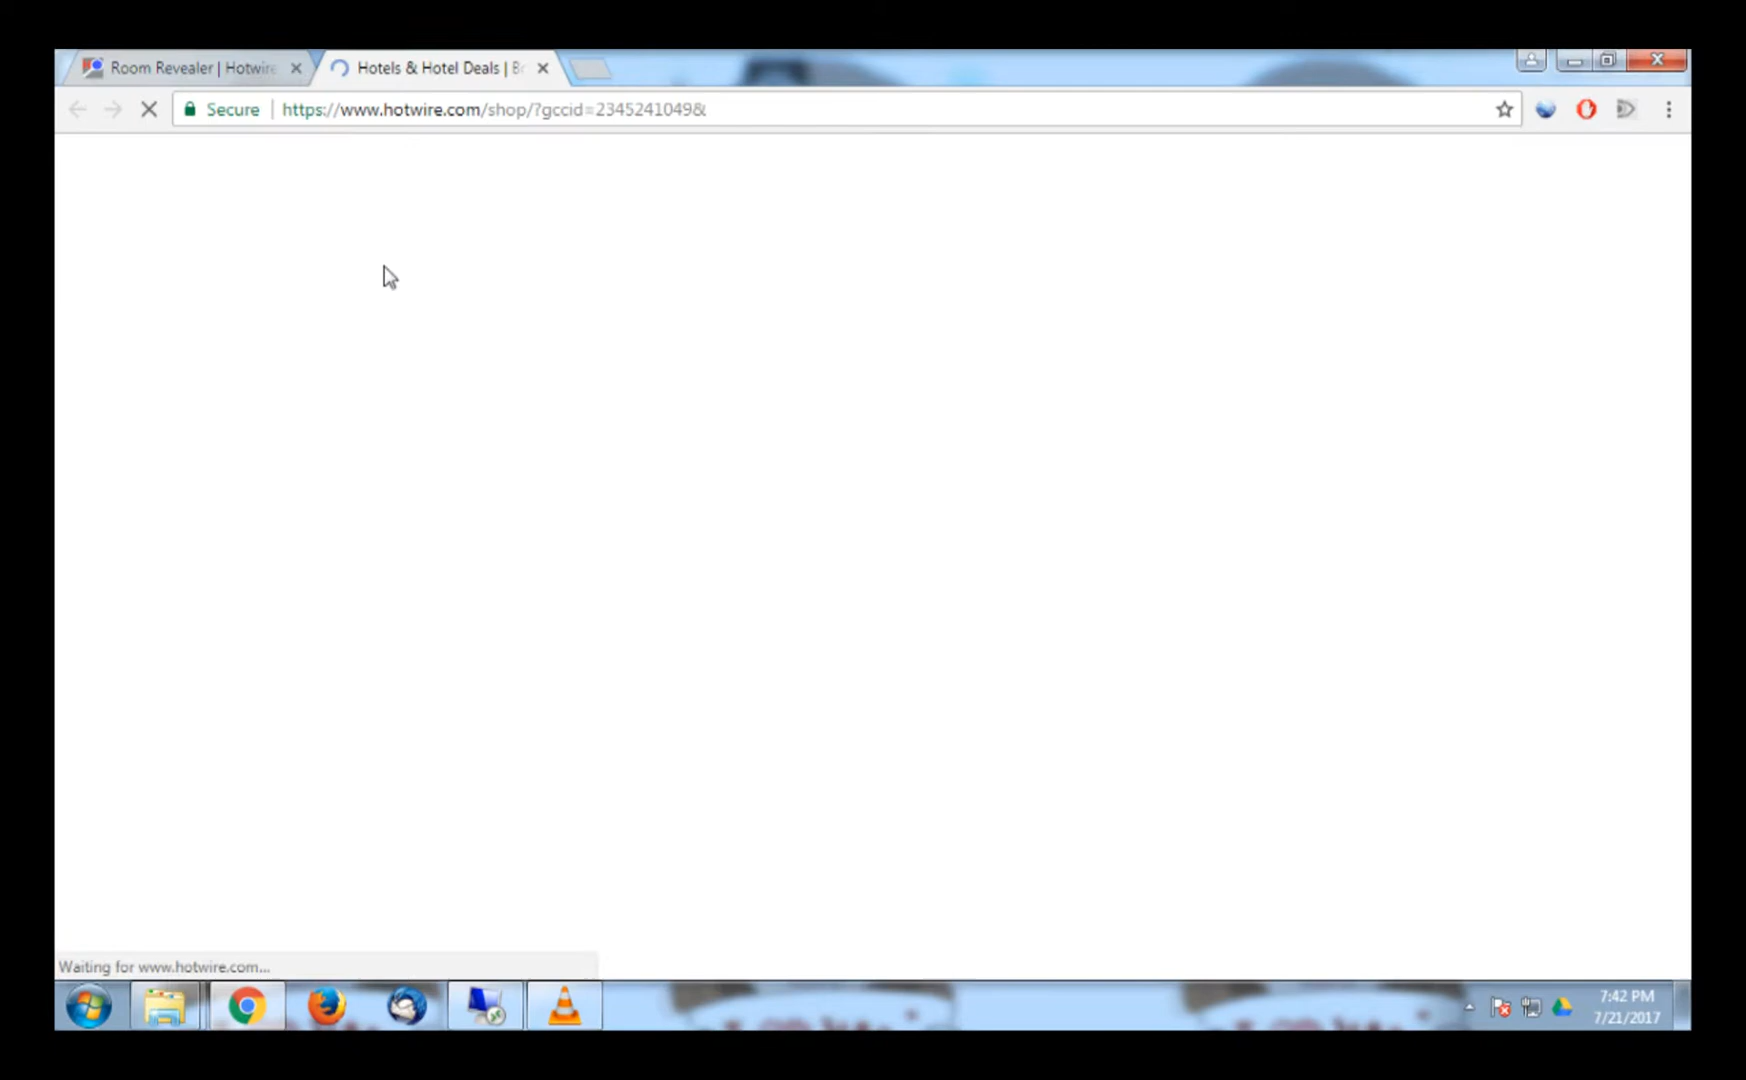 Room Revealer | Hotwire
Hotels & Hotel Deals | B
Secure
https://www.hotwire.com/shop/?gccid=2345241049&
Waiting for www.hotwire.com...
7:42 PM
7/21/2017